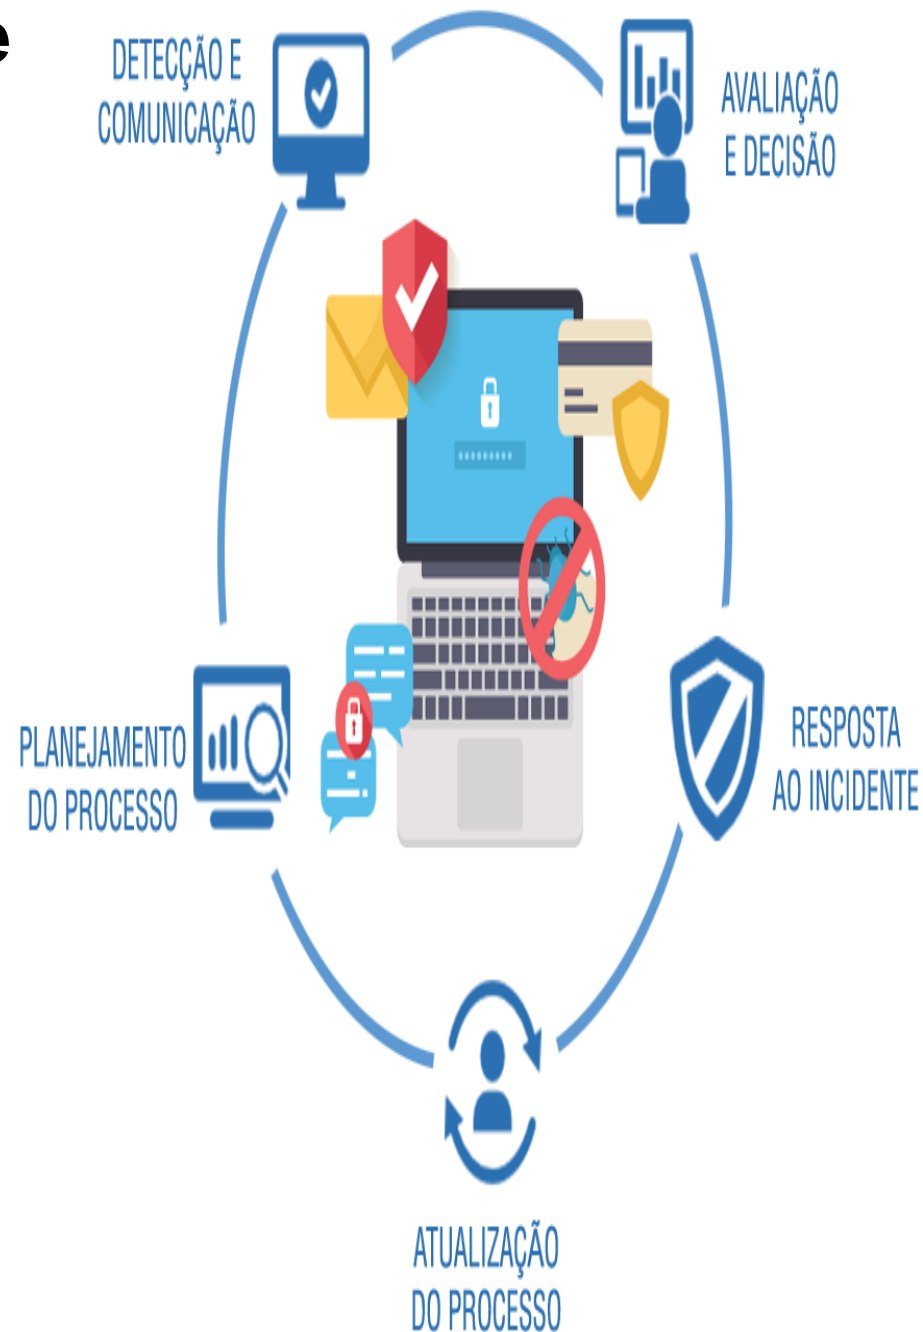 e
DETECÇÃO E
COMUNICAÇÃO
AVALIAÇÃO
E DECISÃO
PLANEJAMENTO
DO PROCESSO
RESPOSTA
AO INCIDENTE
ATUALIZAÇÃO
DO PROCESSO